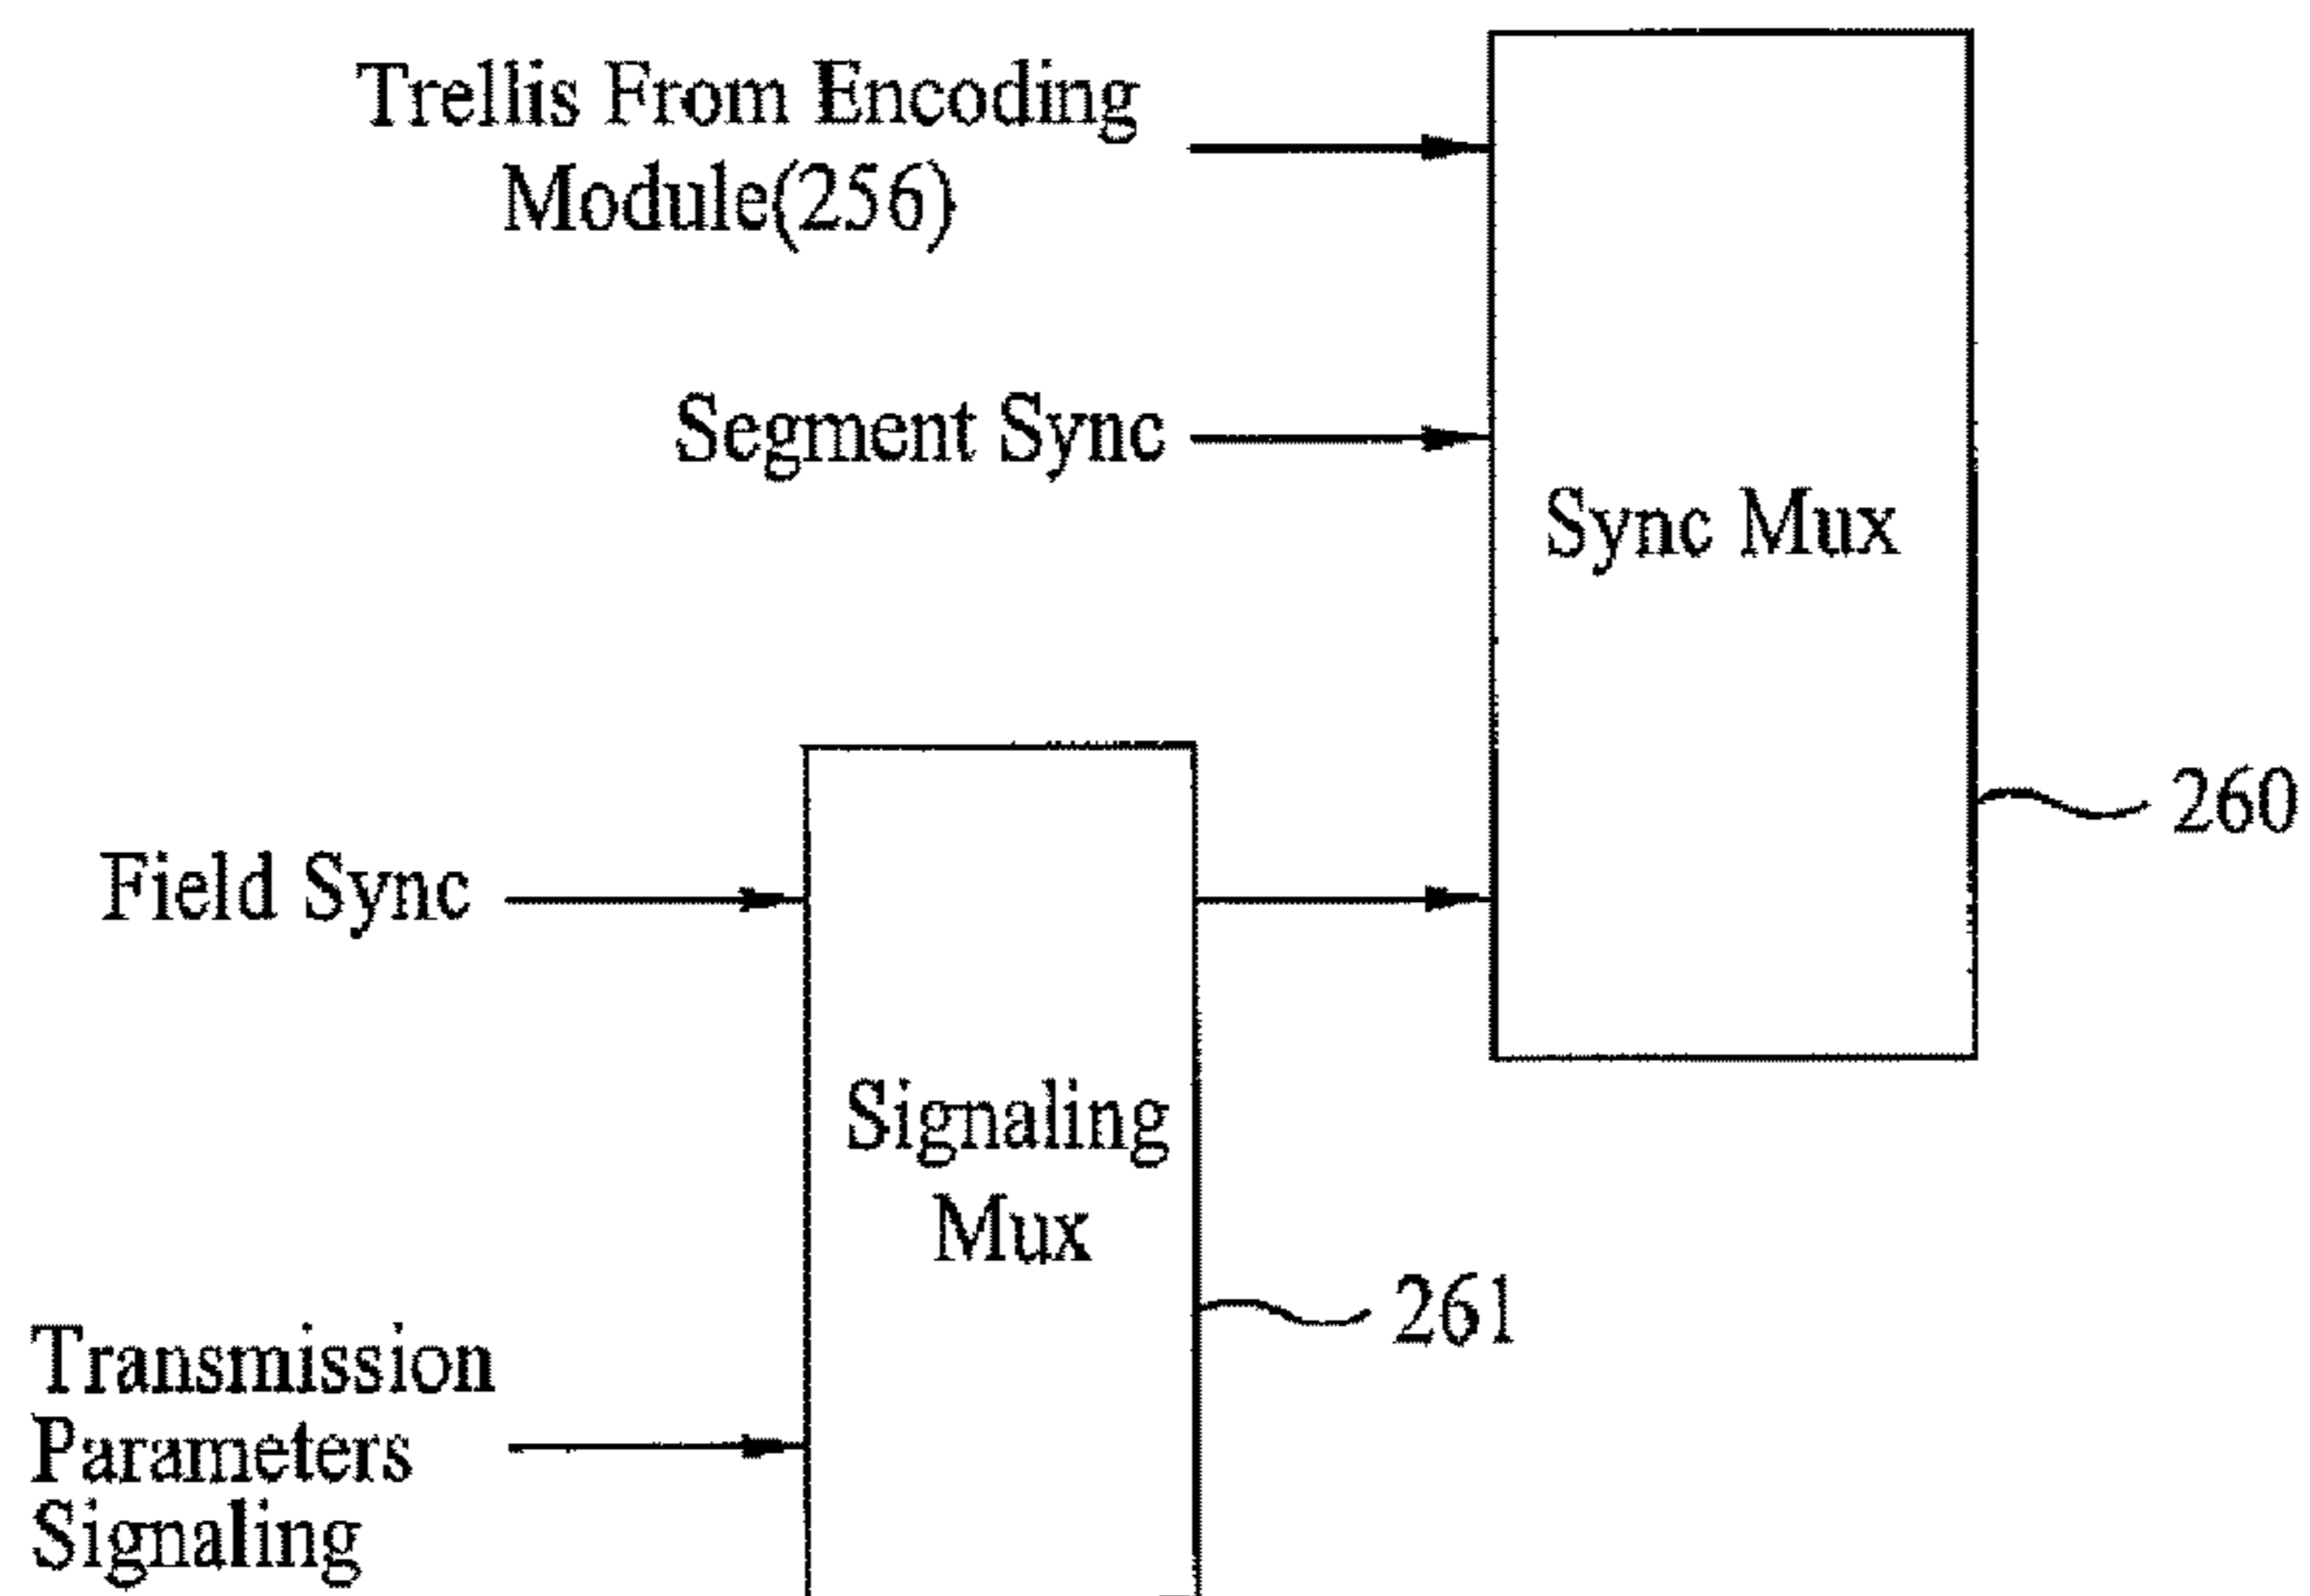 Trellis From Encoding
Module(256)
Segment Sync
Sync Mux
260
Field Sync
Signaling
Mux
261
Transmission
Parameters
Signaling